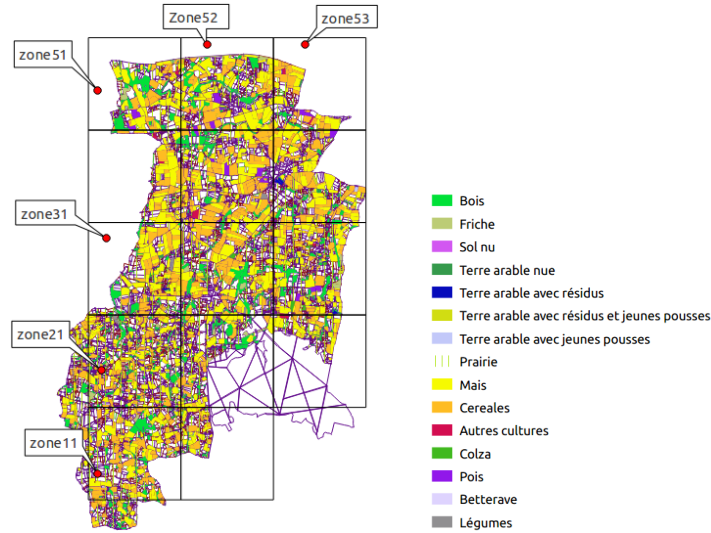 Zone52
zone53
zone51
zone31
zone21
zone11
Bois
Friche
Sol nu
Terre arable nue
Terre arable avec résidus
Terre arable avec résidus et jeunes pousses
Terre arable avec jeunes pousses
Prairie
Mais
Cereales
Autres cultures
Colza
Pois
Betterave
Légumes